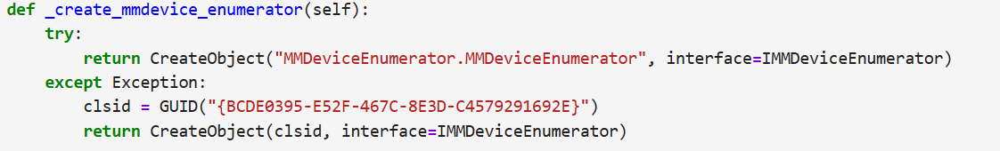 def _create_mmdevice_enumerator(self):
    try:
        return CreateObject("MMDeviceEnumerator.MMDeviceEnumerator", interface=IMMDeviceEnumerator)
    except Exception:
        clsid = GUID("{BCDE0395-E52F-467C-8E3D-C4579291692E}")
        return CreateObject(clsid, interface=IMMDeviceEnumerator)